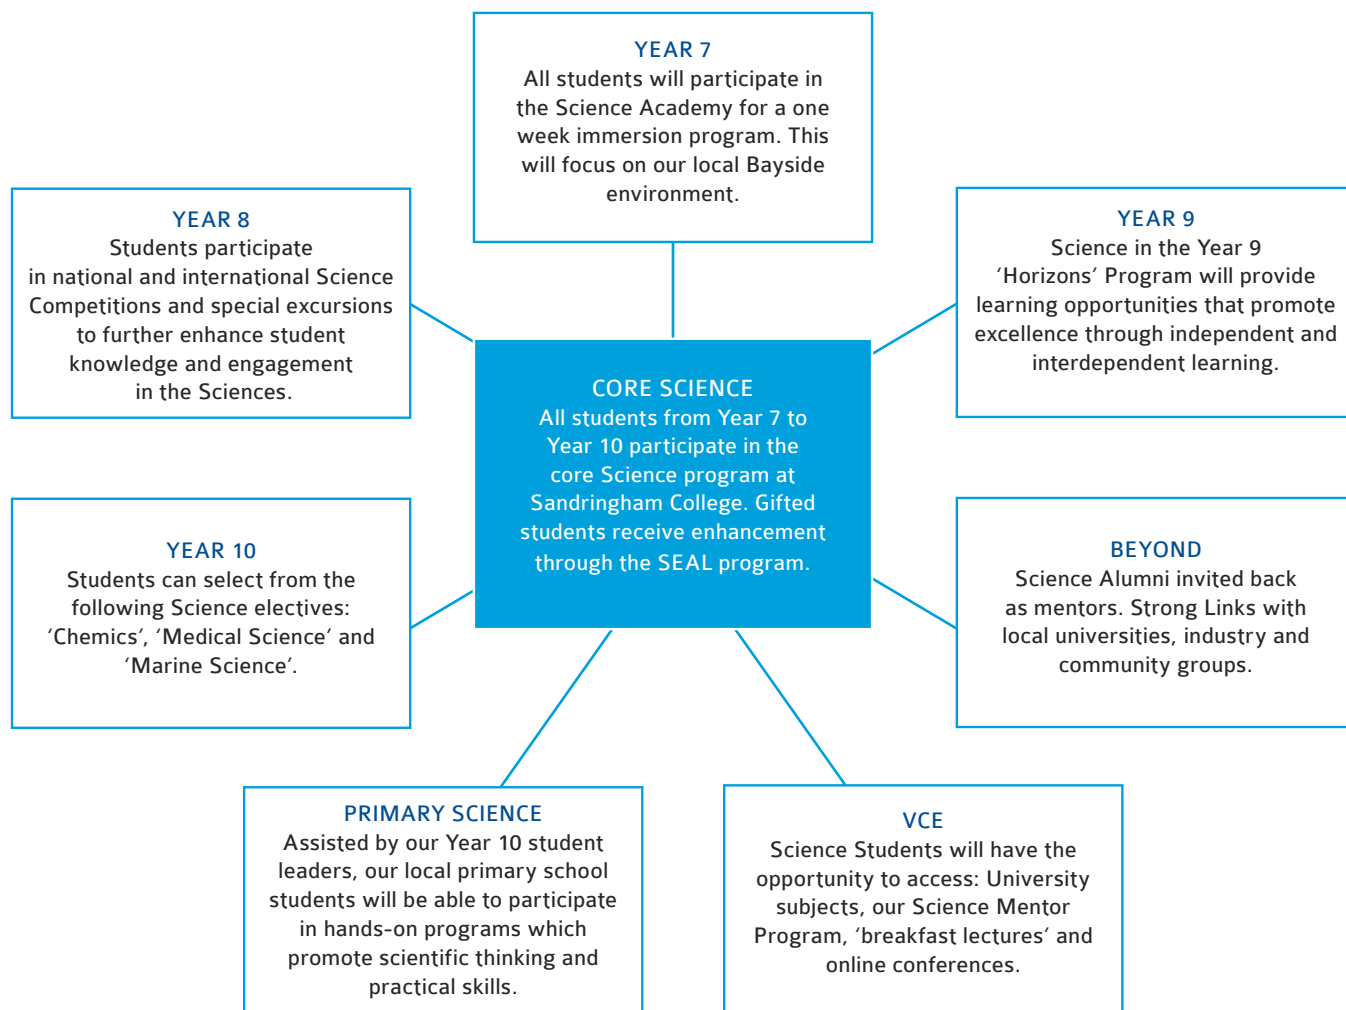 YEAR 7
All students will participate in
the Science Academy for a one
week immersion program. This
will focus on our local Bayside
environment.
YEAR 8
Students participate
in national and international Science
Competitions and special excursions
to further enhance student
knowledge and engagement
in the Sciences.
YEAR 9
Science in the Year 9
‘Horizons’ Program will provide
learning opportunities that promote
excellence through independent and
interdependent learning.
CORE SCIENCE
All students from Year 7 to
Year 10 participate in the
core Science program at
Sandringham College. Gifted
students receive enhancement
through the SEAL program.
YEAR 10
Students can select from the
following Science electives:
‘Chemics’, ‘Medical Science’ and
‘Marine Science’.
BEYOND
Science Alumni invited back
as mentors. Strong Links with
local universities, industry and
community groups.
PRIMARY SCIENCE
Assisted by our Year 10 student
leaders, our local primary school
students will be able to participate
in hands-on programs which
promote scientific thinking and
practical skills.
VCE
Science Students will have the
opportunity to access: University
subjects, our Science Mentor
Program, ‘breakfast lectures’ and
online conferences.